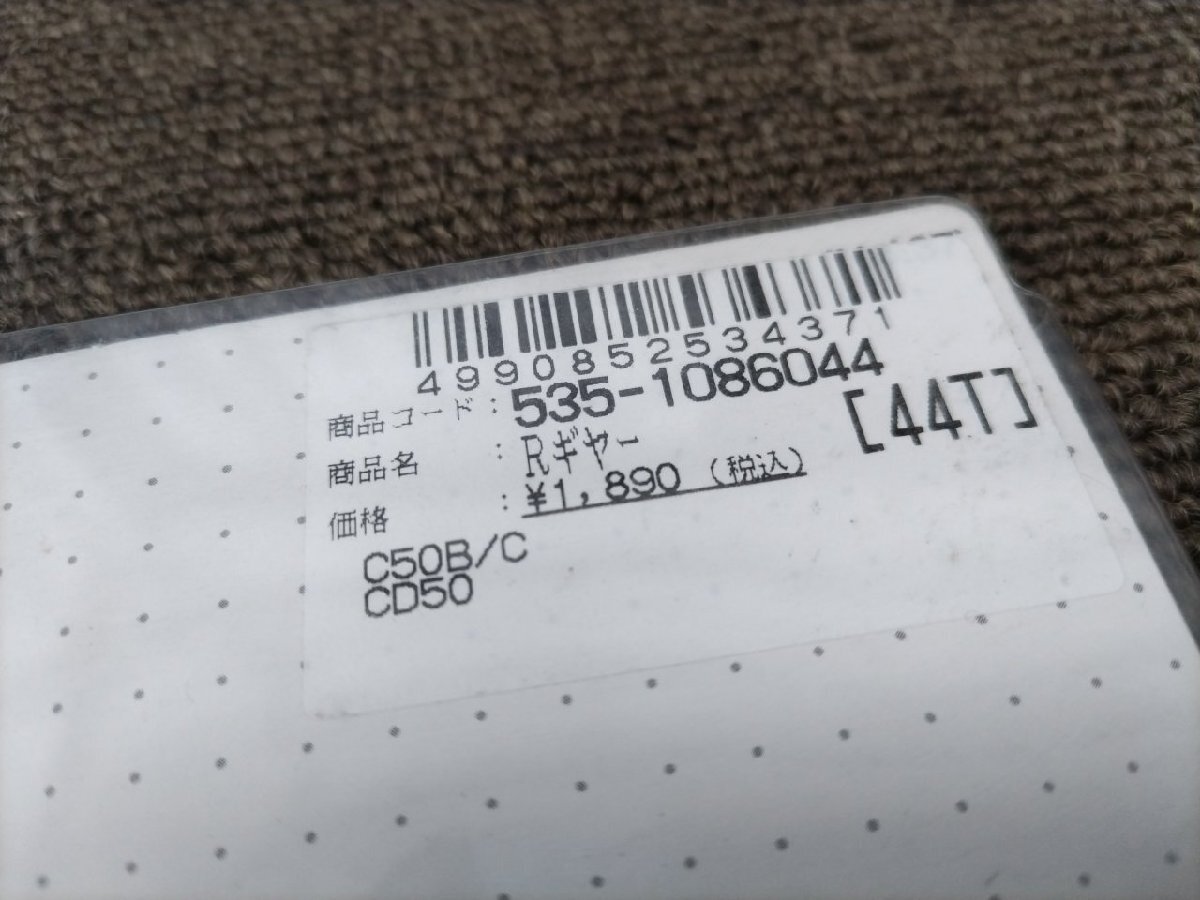 4990852534371
商品コード：535-1086044
商品名　：Rギヤー　[44T]
価格　：¥1,890（税込）
C50B/C
CD50